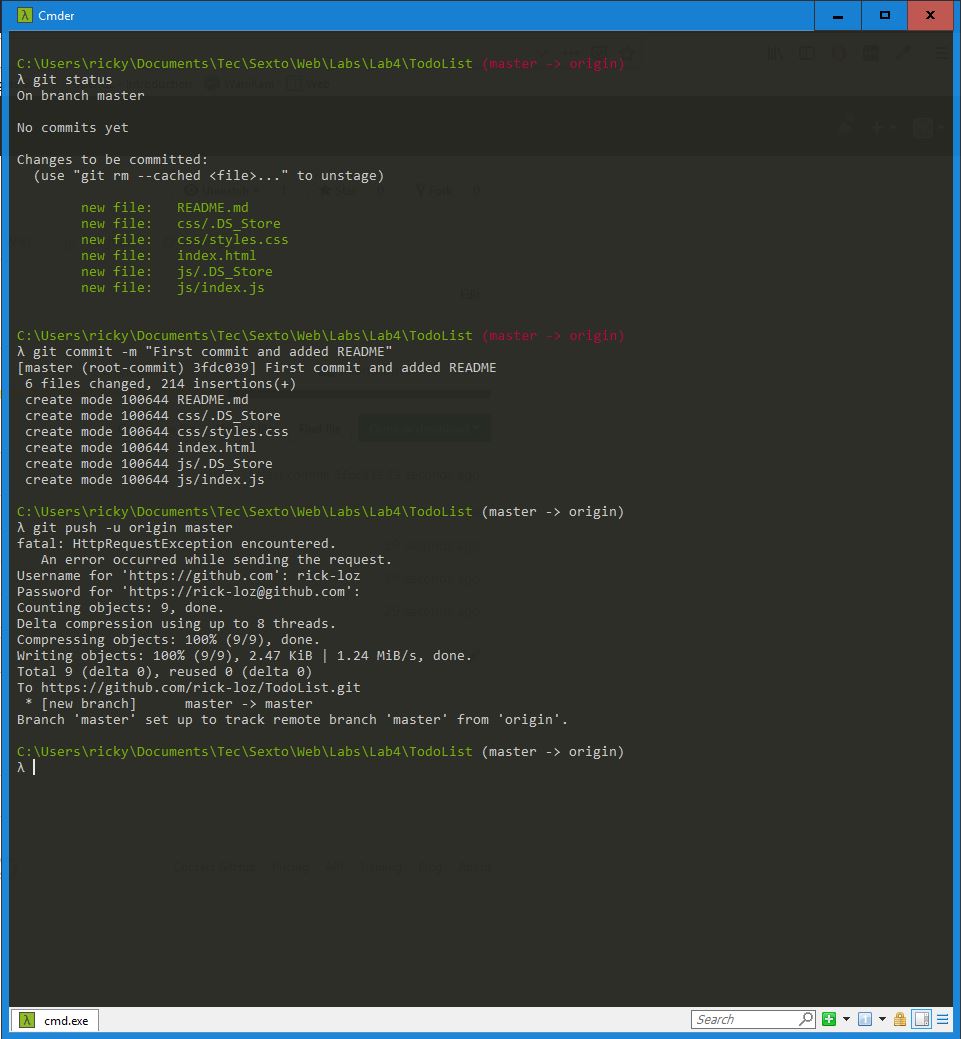 λ Cmder
C:\Users\ricky\Documents\Tec\Sexto\Web\Labs\Lab4\TodoList (master -> origin)
λ git status
On branch master
No commits yet
Changes to be committed:
  (use "git rm --cached <file>..." to unstage)
        new file:   README.md
        new file:   css/.DS_Store
        new file:   css/styles.css
        new file:   index.html
        new file:   js/.DS_Store
        new file:   js/index.js
C:\Users\ricky\Documents\Tec\Sexto\Web\Labs\Lab4\TodoList (master -> origin)
λ git commit -m "First commit and added README"
[master (root-commit) 3fdc039] First commit and added README
 6 files changed, 214 insertions(+)
 create mode 100644 README.md
 create mode 100644 css/.DS_Store
 create mode 100644 css/styles.css
 create mode 100644 index.html
 create mode 100644 js/.DS_Store
 create mode 100644 js/index.js
C:\Users\ricky\Documents\Tec\Sexto\Web\Labs\Lab4\TodoList (master -> origin)
λ git push -u origin master
fatal: HttpRequestException encountered.
   An error occurred while sending the request.
Username for 'https://github.com': rick-loz
Password for 'https://rick-loz@github.com':
Counting objects: 9, done.
Delta compression using up to 8 threads.
Compressing objects: 100% (9/9), done.
Writing objects: 100% (9/9), 2.47 KiB | 1.24 MiB/s, done.
Total 9 (delta 0), reused 0 (delta 0)
To https://github.com/rick-loz/TodoList.git
 * [new branch]      master -> master
Branch 'master' set up to track remote branch 'master' from 'origin'.
C:\Users\ricky\Documents\Tec\Sexto\Web\Labs\Lab4\TodoList (master -> origin)
λ
λ cmd.exe
Search